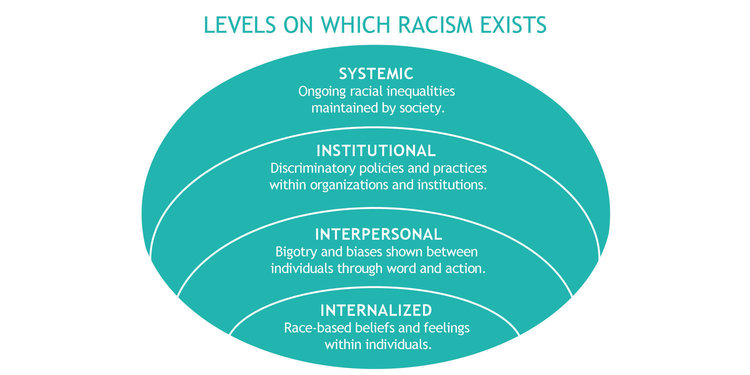 LEVELS ON WHICH RACISM EXISTS
SYSTEMIC
Ongoing racial inequalities
maintained by society.
INSTITUTIONAL
Discriminatory policies and practices
within organizations and institutions.
INTERPERSONAL
Bigotry and biases shown between
individuals through word and action.
INTERNALIZED
Race-based beliefs and feelings
within individuals.